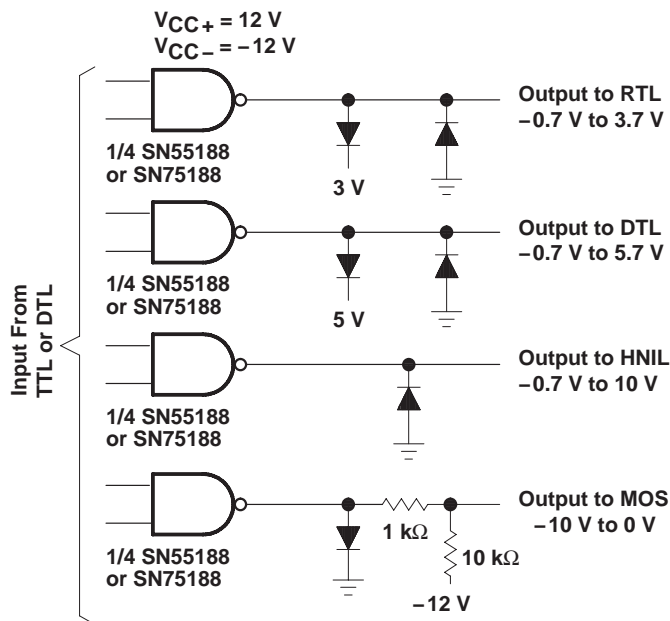 VCC+ = 12 V
VCC− = −12 V
Input From
TTL or DTL
1/4 SN55188
or SN75188
3 V
Output to RTL
−0.7 V to 3.7 V
1/4 SN55188
or SN75188
5 V
Output to DTL
−0.7 V to 5.7 V
1/4 SN55188
or SN75188
Output to HNIL
−0.7 V to 10 V
1/4 SN55188
or SN75188
1 kΩ
10 kΩ
−12 V
Output to MOS
−10 V to 0 V